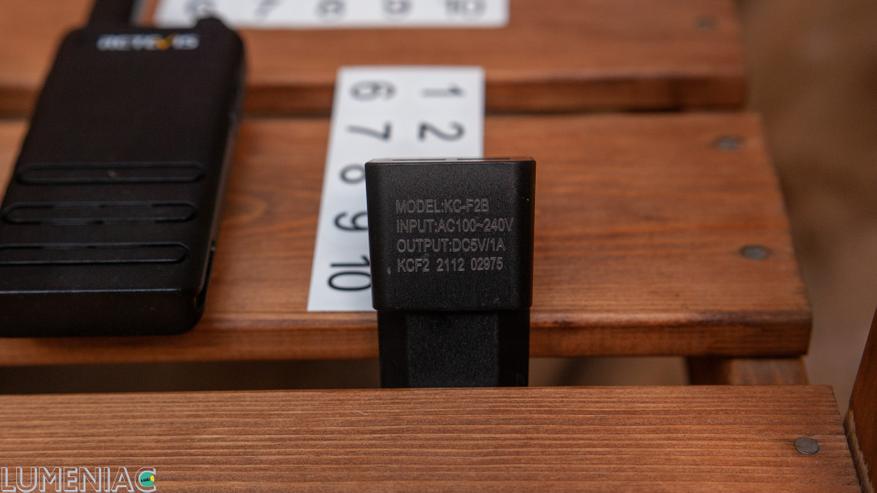 RETEVIS
6 1
7 2
8
9
10
MODEL:KC-F2B
INPUT:AC100~240V
OUTPUT:DC5V/1A
KCF2 2112 02975
LUMENIAC